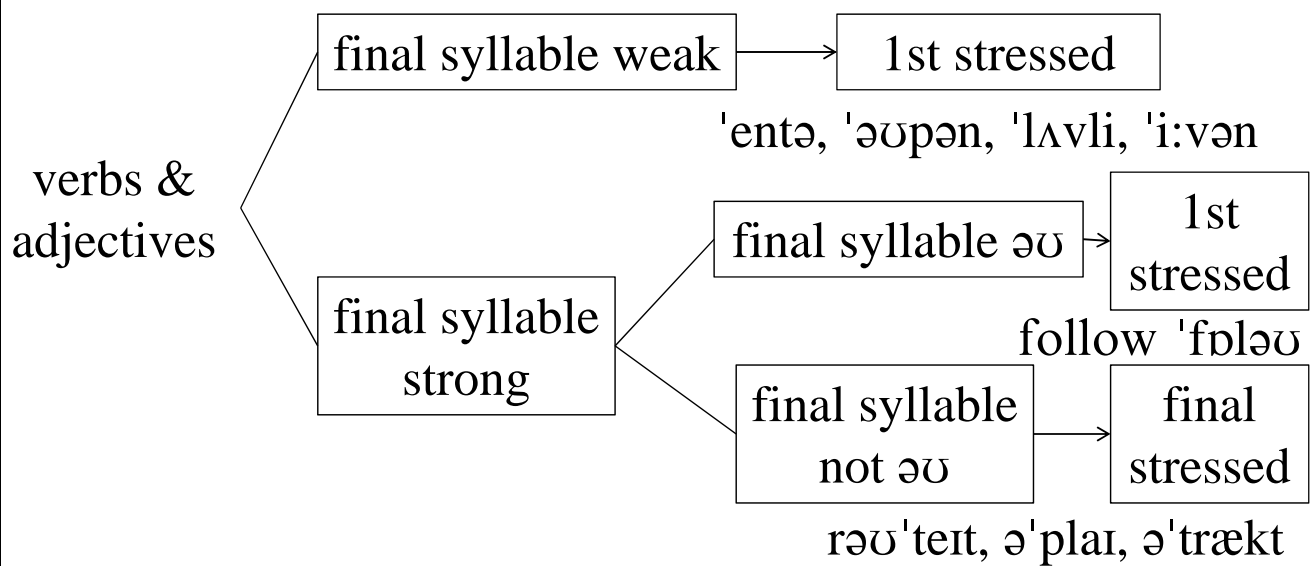 final syllable weak
1st stressed
ˈentə, ˈəʊpən, ˈlʌvli, ˈi:vən
verbs &
adjectives
final syllable əʊ
1st
stressed
follow ˈfɒləʊ
final syllable
strong
final syllable
not əʊ
final
stressed
rəʊˈteɪt, əˈplaɪ, əˈtrækt